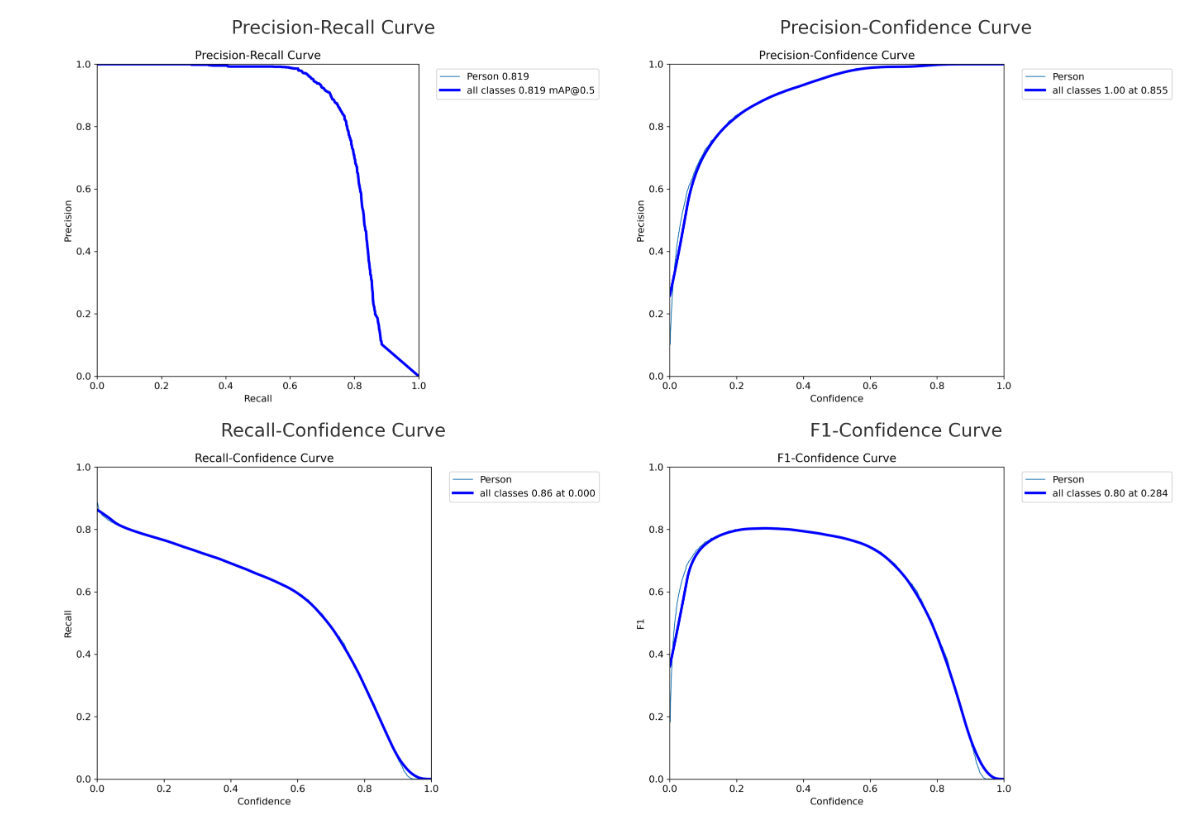 Precision-Recall Curve
Precision-Recall Curve
1.0
0.8
0.6
0.4
0.2
0.0
Precision
0.0 0.2 0.4 0.6 0.8 1.0
Recall
Person 0.819
all classes 0.819 mAP@0.5
Precision-Confidence Curve
Precision-Confidence Curve
1.0
0.8
0.6
0.4
0.2
0.0
Precision
0.0 0.2 0.4 0.6 0.8 1.0
Confidence
Person
all classes 1.00 at 0.855
Recall-Confidence Curve
Recall-Confidence Curve
1.0
0.8
0.6
0.4
0.2
0.0
Recall
0.0 0.2 0.4 0.6 0.8 1.0
Confidence
Person
all classes 0.86 at 0.000
F1-Confidence Curve
F1-Confidence Curve
1.0
0.8
0.6
0.4
0.2
0.0
F1
0.0 0.2 0.4 0.6 0.8 1.0
Confidence
Person
all classes 0.80 at 0.284